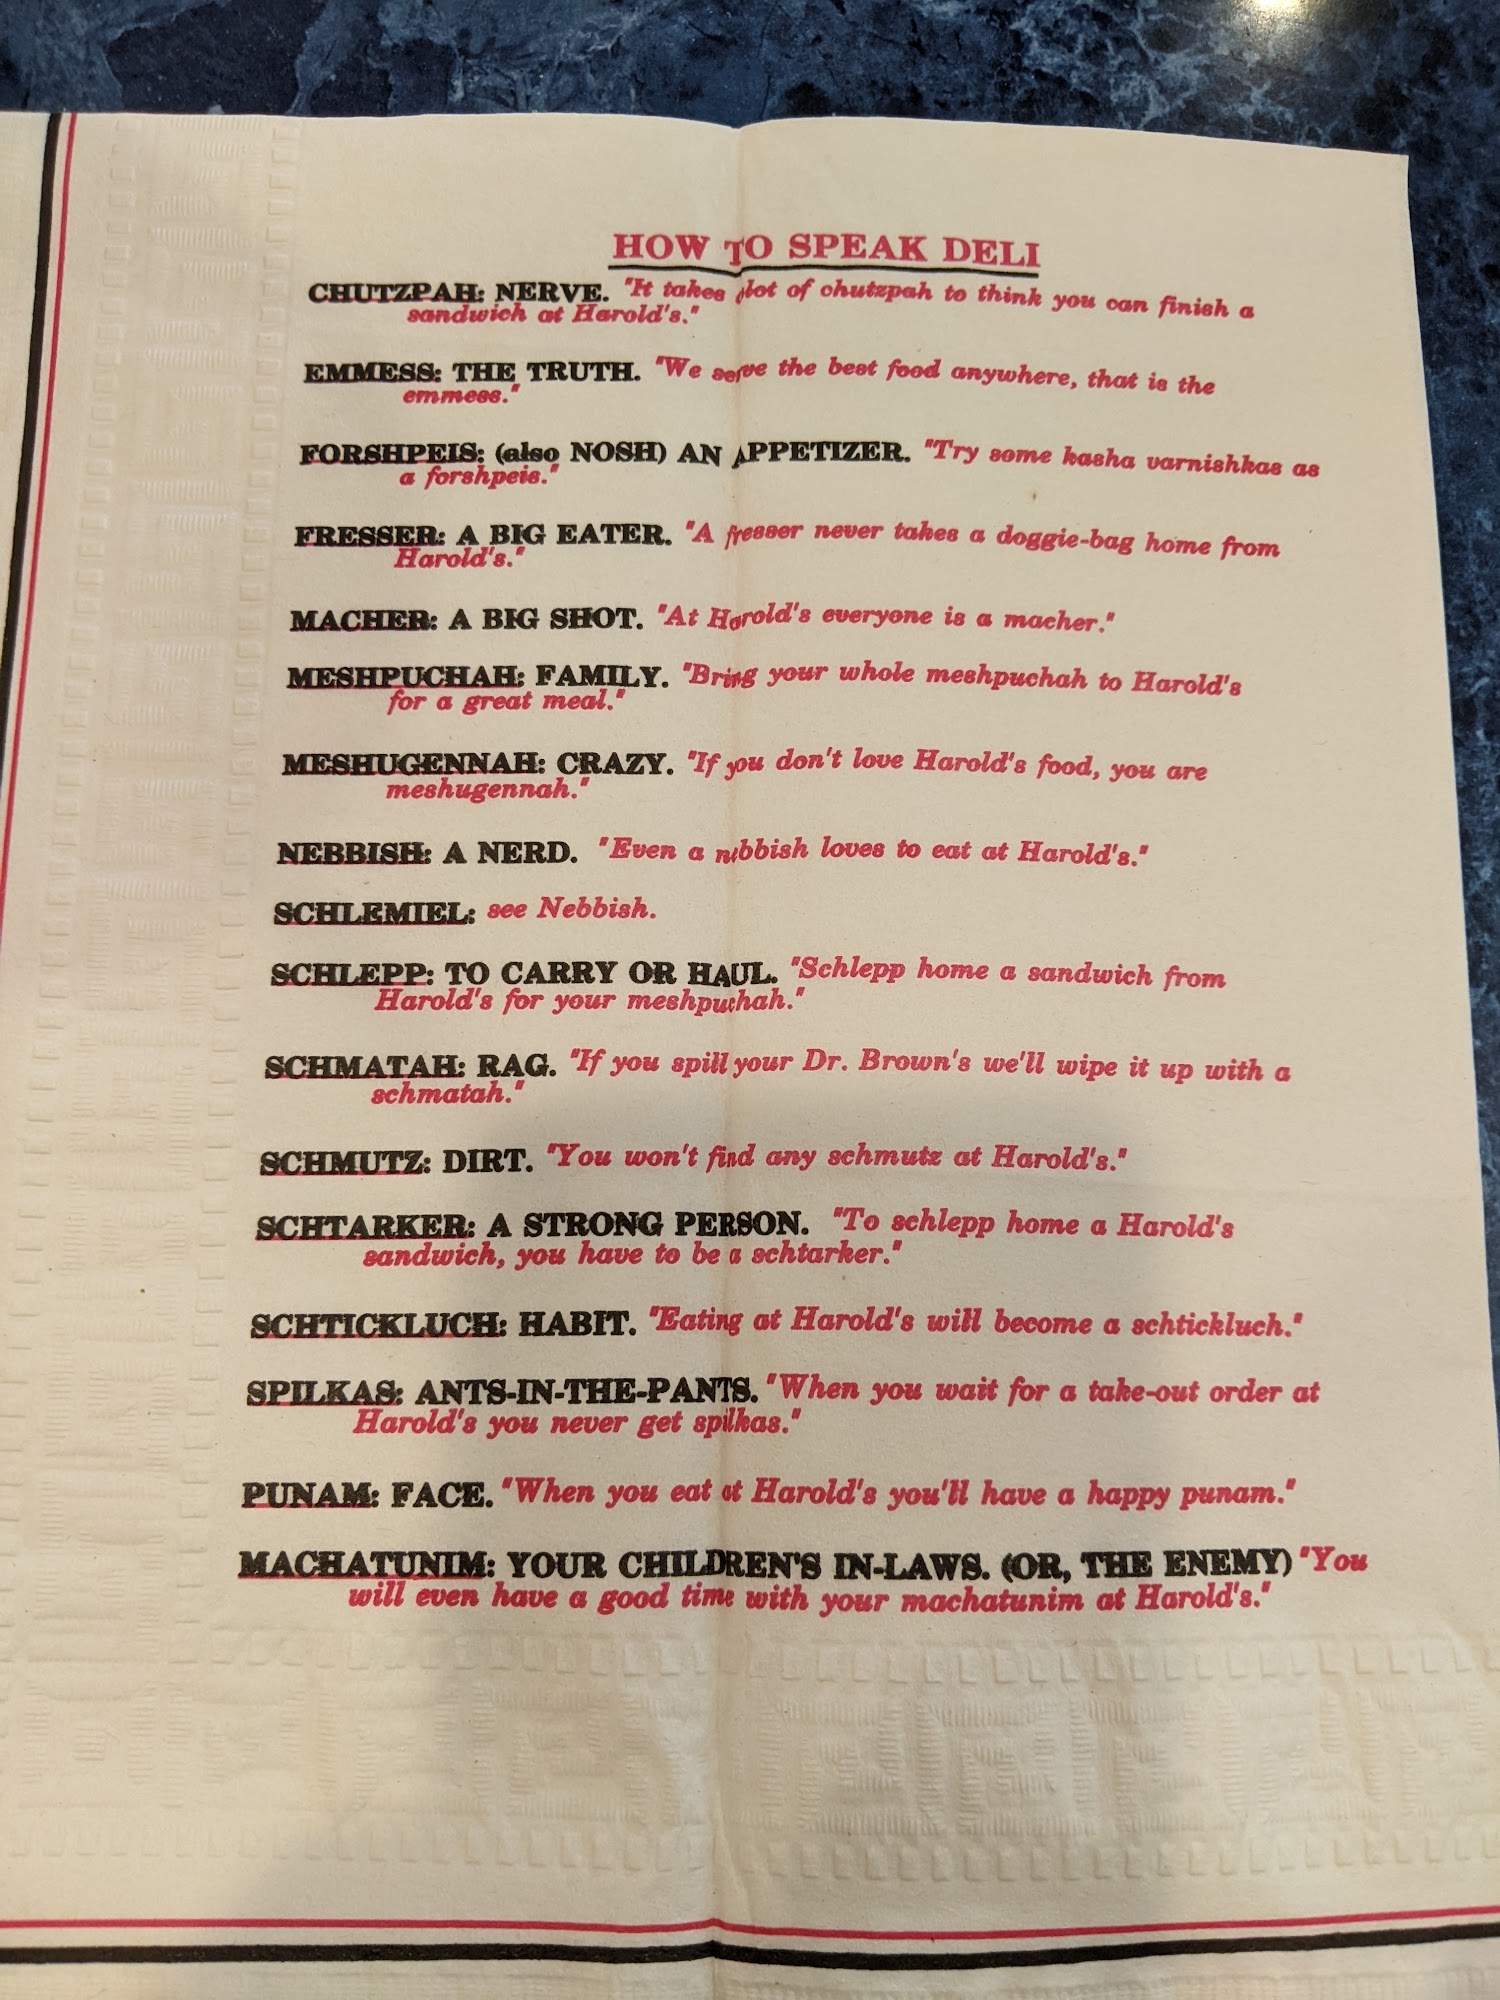 HOW TO SPEAK DELI
CHUTZPAH: NERVE. "It takes alot of chutzpah to think you can finish a
sandwich at Harold's."
EMMESS: THE TRUTH. "We serve the best food anywhere, that is the
emmess."
FORSHPEIS: (also NOSH) AN APPETIZER. "Try some kasha varnishkas as
a forshpeis."
FRESSER: A BIG EATER. "A fresser never takes a doggie-bag home from
Harold's."
MACHER: A BIG SHOT. "At Harold's everyone is a macher."
MESHPUCHAH: FAMILY. "Bring your whole meshpuchah to Harold's
for a great meal."
MESHUGENNAH: CRAZY. "If you don't love Harold's food, you are
meshugennah."
NEBBISH: A NERD. "Even a nebbish loves to eat at Harold's."
SCHLEMIEL: see Nebbish.
SCHLEPP: TO CARRY OR HAUL. "Schlepp home a sandwich from
Harold's for your meshpuchah."
SCHMATAH: RAG. "If you spill your Dr. Brown's we'll wipe it up with a
schmatah."
SCHMUTZ: DIRT. "You won't find any schmutz at Harold's."
SCHTARKER: A STRONG PERSON. "To schlepp home a Harold's
sandwich, you have to be a schtarker."
SCHTICKLUCH: HABIT. "Eating at Harold's will become a schtickluch."
SPILKAS: ANTS-IN-THE-PANTS. "When you wait for a take-out order at
Harold's you never get spilkas."
PUNAM: FACE. "When you eat at Harold's you'll have a happy punam."
MACHATUNIM: YOUR CHILDREN'S IN-LAWS. (OR, THE ENEMY) "You
will even have a good time with your machatunim at Harold's."